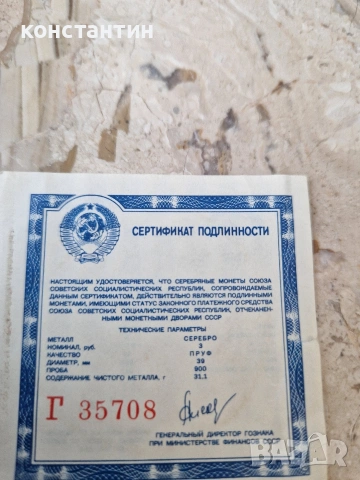 КОНСТАНТИН
СЕРТИФИКАТ ПОДЛИННОСТИ
НАСТОЯЩИМ УДОСТОВЕРЯЕТСЯ, ЧТО СЕРЕБРЯНЫЕ МОНЕТЫ СОЮЗА
СОВЕТСКИХ СОЦИАЛИСТИЧЕСКИХ РЕСПУБЛИК, СОПРОВОЖДАЕМЫЕ
ДАННЫМ СЕРТИФИКАТОМ, ДЕЙСТВИТЕЛЬНО ЯВЛЯЮТСЯ ПОДЛИННЫМИ
МОНЕТАМИ, ИМЕЮЩИМИ СТАТУС ЗАКОННОГО ПЛАТЕЖНОГО СРЕДСТВА
СОЮЗА СОВЕТСКИХ СОЦИАЛИСТИЧЕСКИХ РЕСПУБЛИК, ОТЧЕКАНЕН-
НЫМИ МОНЕТНЫМИ ДВОРАМИ СССР
ТЕХНИЧЕСКИЕ ПАРАМЕТРЫ
МЕТАЛЛ СЕРЕБРО
НОМИНАЛ, руб. 3
КАЧЕСТВО ПРУФ
ДИАМЕТР, мм 39
ПРОБА 900
СОДЕРЖАНИЕ ЧИСТОГО МЕТАЛЛА, г 31,1
Г 35708
ГЕНЕРАЛЬНЫЙ ДИРЕКТОР ГОЗНАКА
ПРИ МИНИСТЕРСТВЕ ФИНАНСОВ СССР
BAZAR